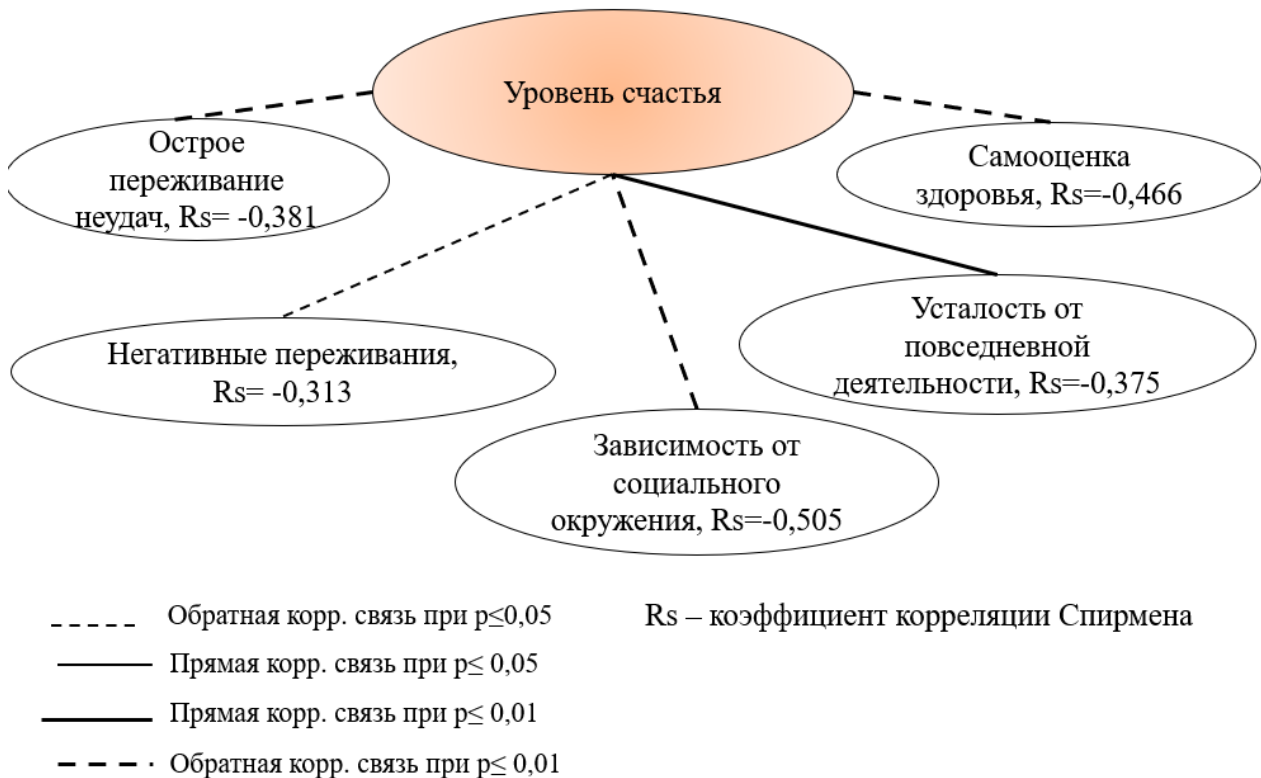 Уровень счастья
Острое
переживание
неудач, Rs= -0,381
Самооценка
здоровья, Rs=-0,466
Негативные переживания,
Rs= -0,313
Усталость от
повседневной
деятельности, Rs=-0,375
Зависимость от
социального
окружения, Rs=-0,505
Обратная корр. связь при p≤0,05
Rs – коэффициент корреляции Спирмена
Прямая корр. связь при p≤ 0,05
Прямая корр. связь при p≤ 0,01
Обратная корр. связь при p≤ 0,01